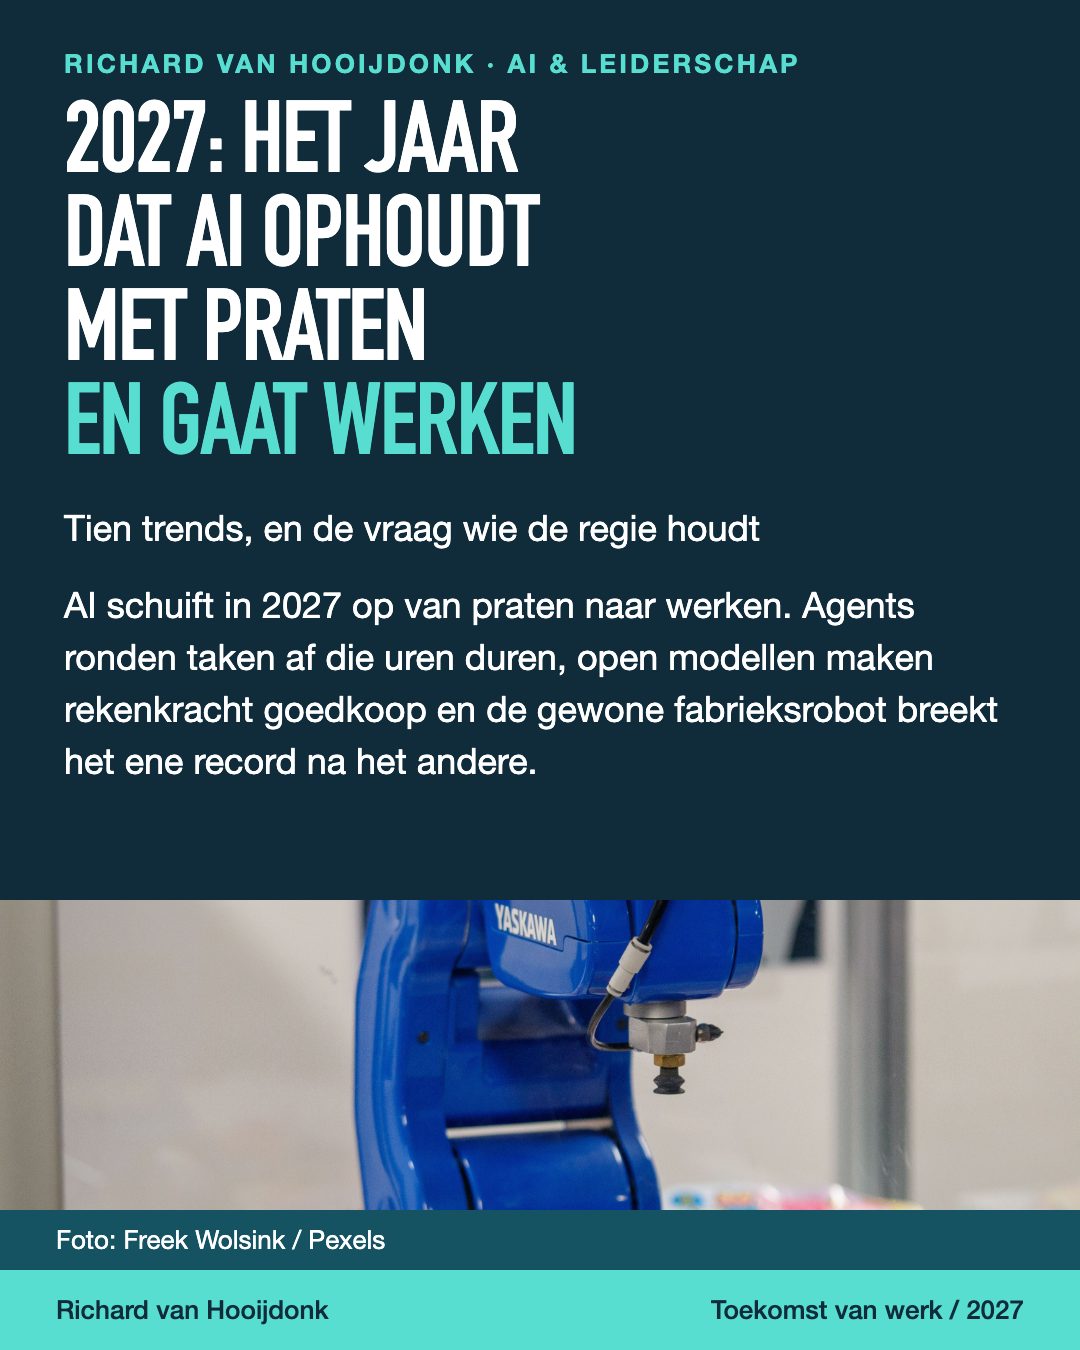 RICHARD VAN HOOIJDONK · AI & LEIDERSCHAP
2027: HET JAAR
DAT AI OPHOUDT
MET PRATEN
EN GAAT WERKEN
Tien trends, en de vraag wie de regie houdt
AI schuift in 2027 op van praten naar werken. Agents
ronden taken af die uren duren, open modellen maken
rekenkracht goedkoop en de gewone fabrieksrobot breekt
het ene record na het andere.
YASKAWA
Foto: Freek Wolsink / Pexels
Richard van Hooijdonk
Toekomst van werk / 2027